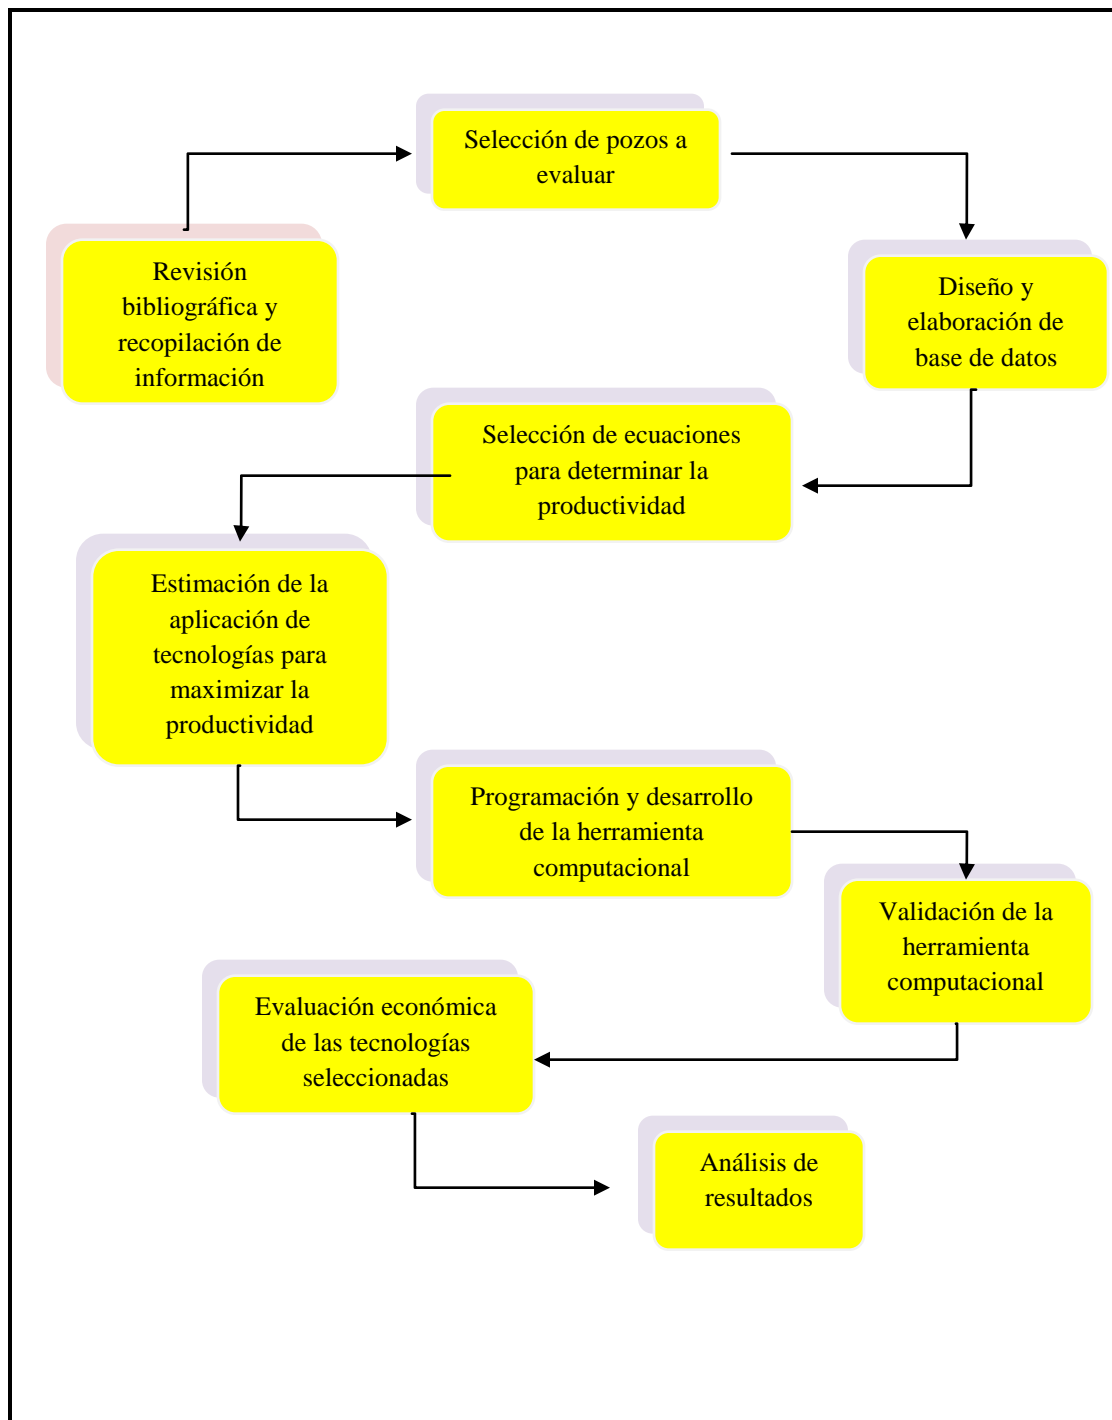 Selección de pozos a
evaluar
Revisión
bibliográfica y
recopilación de
información
Diseño y
elaboración de
base de datos
Selección de ecuaciones
para determinar la
productividad
Estimación de la
aplicación de
tecnologías para
maximizar la
productividad
Programación y desarrollo
de la herramienta
computacional
Validación de la
herramienta
computacional
Evaluación económica
de las tecnologías
seleccionadas
Análisis de
resultados